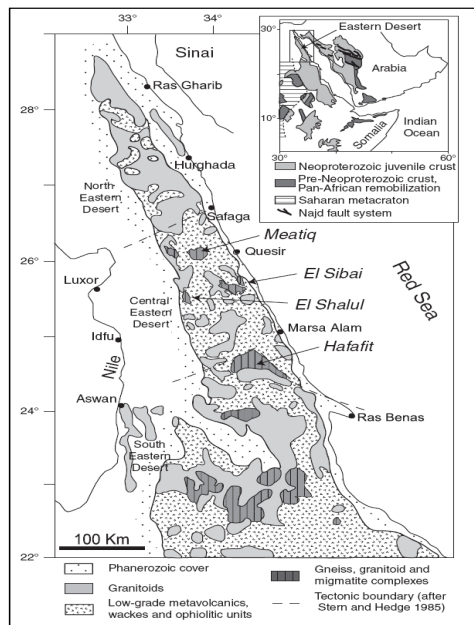 33°
34°
Sinai
Ras Gharib
28°
Hurghada
North
Eastern
Desert
Safaga
Meatiq
26°
Quesir
Luxor
El Sibai
El Shalul
Central
Eastern
Desert
Marsa Alam
Idfu
Hafafit
Nile
Red Sea
Aswan
24°
Ras Benas
South
Eastern
Desert
100 Km
22°
Eastern Desert
30°
Arabia
10°
Somalia
Indian
Ocean
30°
60°
Neoproterozoic juvenile crust
Pre-Neoproterozoic crust,
Pan-African remobilization
Saharan metacraton
Najd fault system
Phanerozoic cover
Granitoids
Low-grade metavolcanics,
wackes and ophiolitic units
Gneiss, granitoid and
migmatite complexes
Tectonic boundary (after
Stern and Hedge 1985)